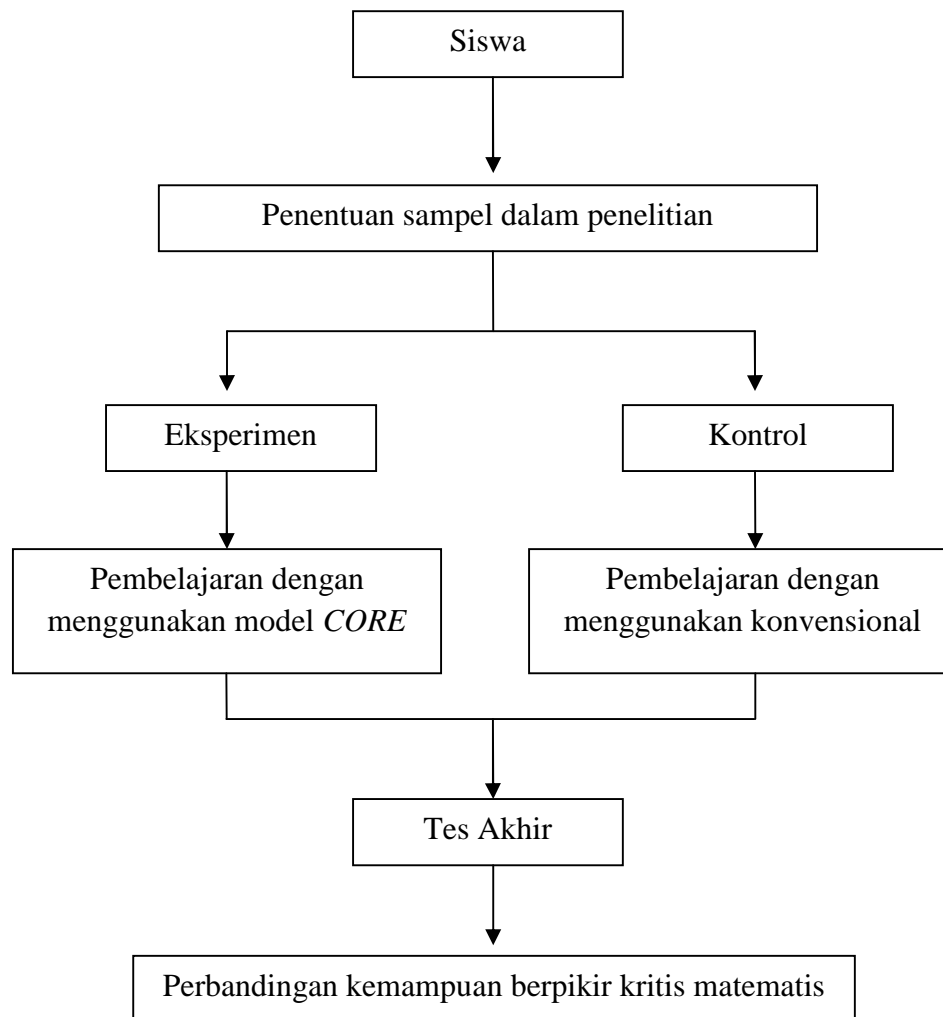 Siswa
Penentuan sampel dalam penelitian
Eksperimen
Kontrol
Pembelajaran dengan
menggunakan model CORE
Pembelajaran dengan
menggunakan konvensional
Tes Akhir
Perbandingan kemampuan berpikir kritis matematis